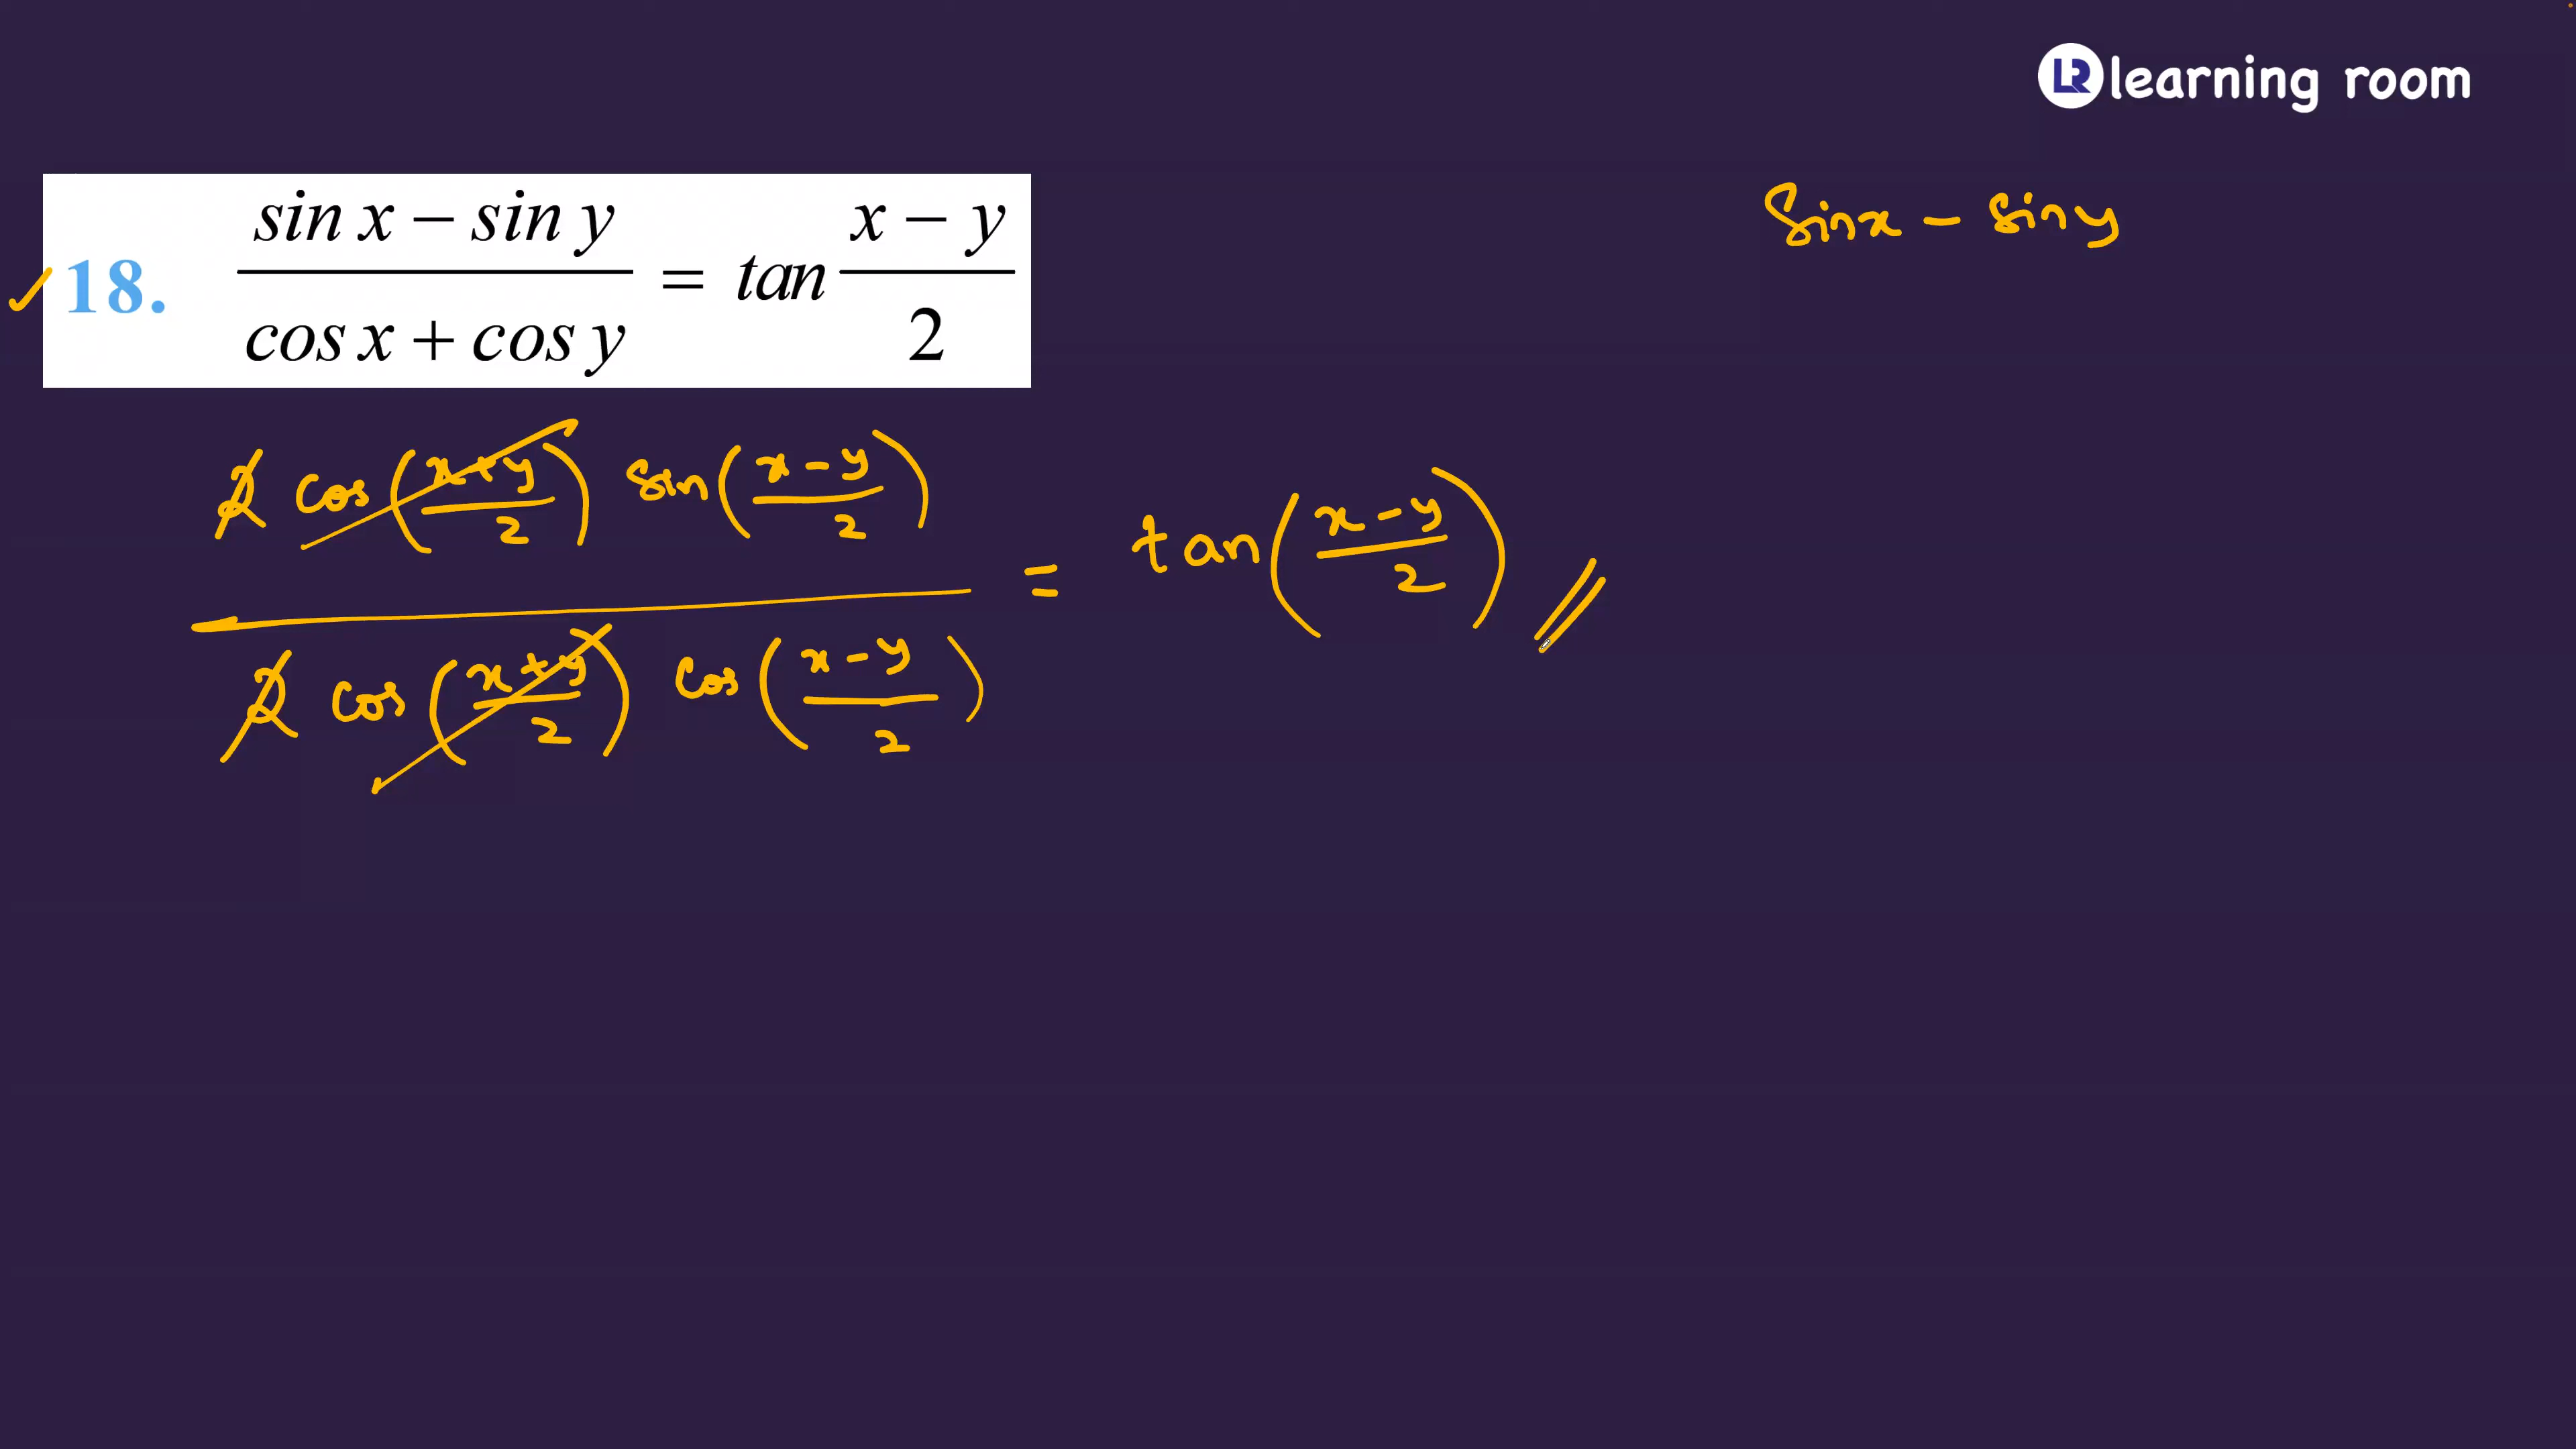 LR learning room
18. (sin x − sin y) / (cos x + cos y) = tan (x − y) / 2
sinx − siny
2 cos((x+y)/2) sin((x−y)/2) / 2 cos((x+y)/2) cos((x−y)/2) = tan((x−y)/2)